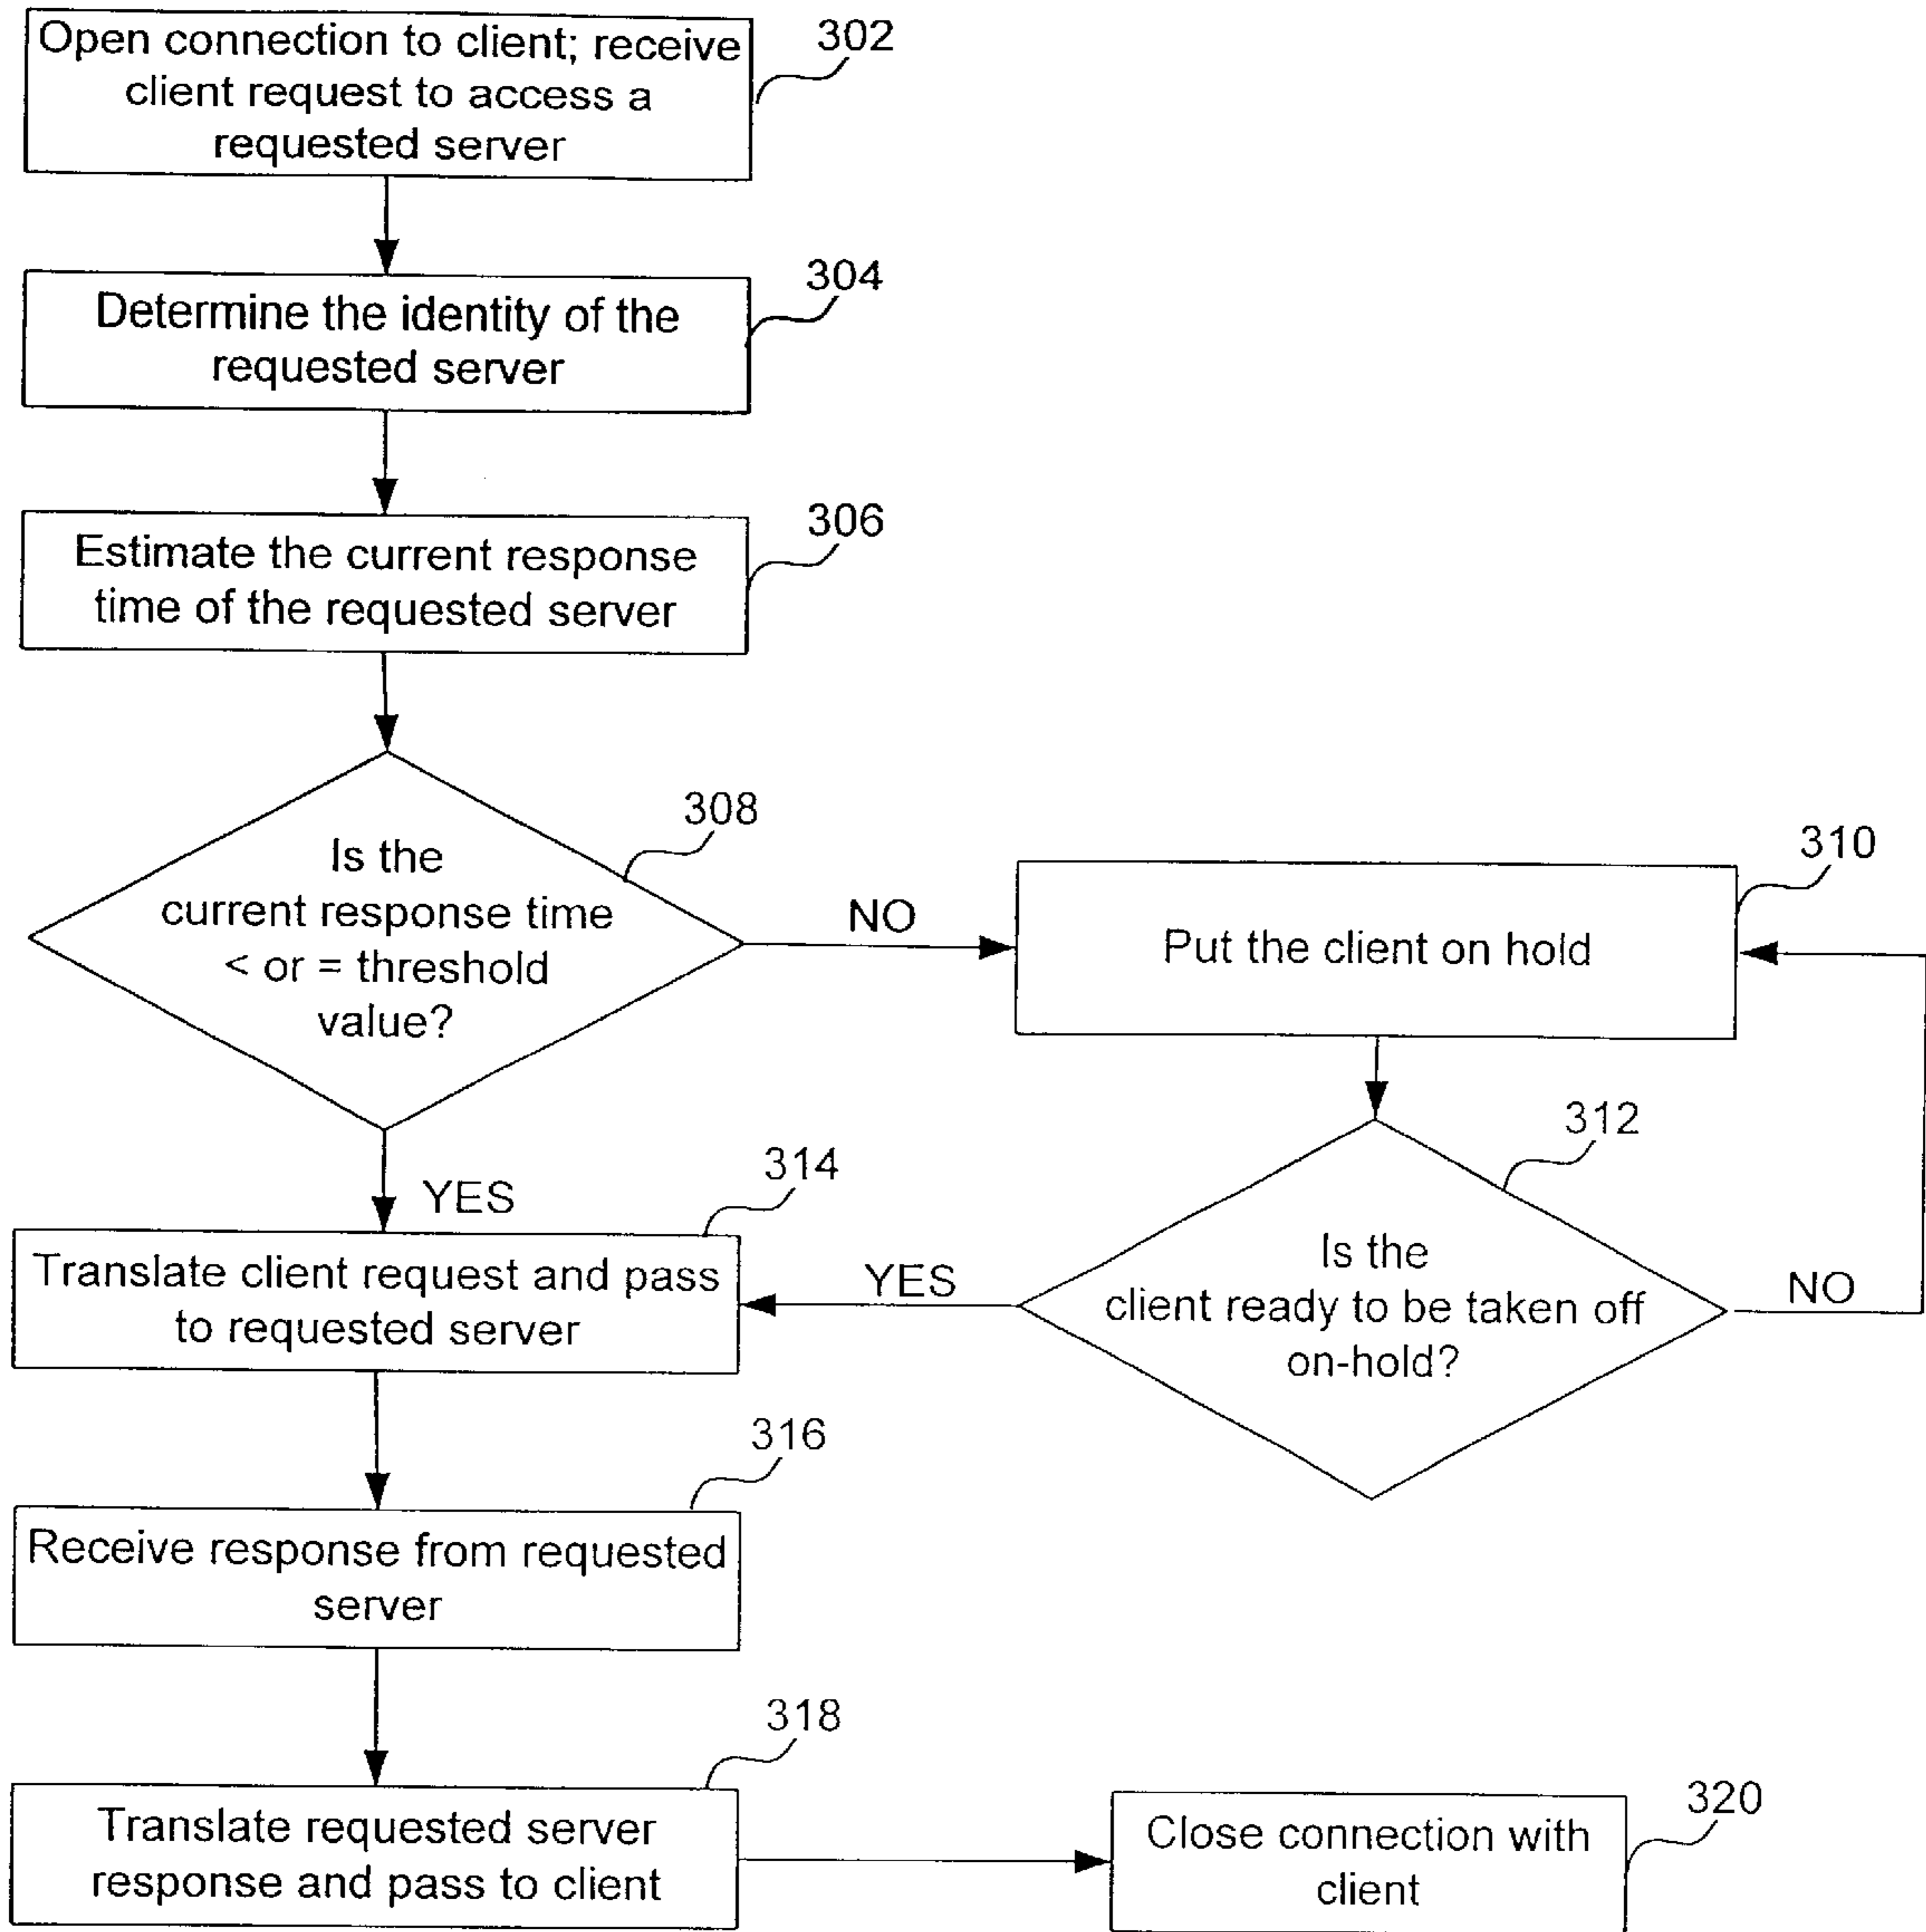 Open connection to client; receive
client request to access a
requested server
302
Determine the identity of the
requested server
304
Estimate the current response
time of the requested server
306
Is the
current response time
< or = threshold
value?
308
NO
Put the client on hold
310
YES
Is the
client ready to be taken off
on-hold?
312
NO
YES
Translate client request and pass
to requested server
314
Receive response from requested
server
316
Translate requested server
response and pass to client
318
Close connection with
client
320